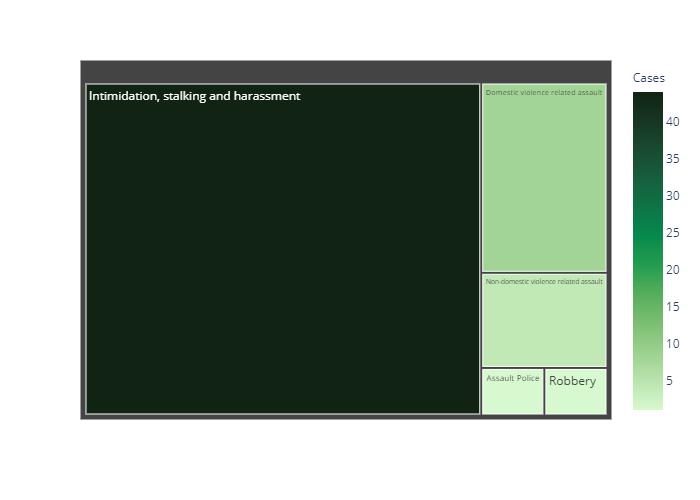 Cases
Intimidation, stalking and harassment
Domestic violence related assault
Non-domestic violence related assault
Assault Police
Robbery
40
35
30
25
20
15
10
5